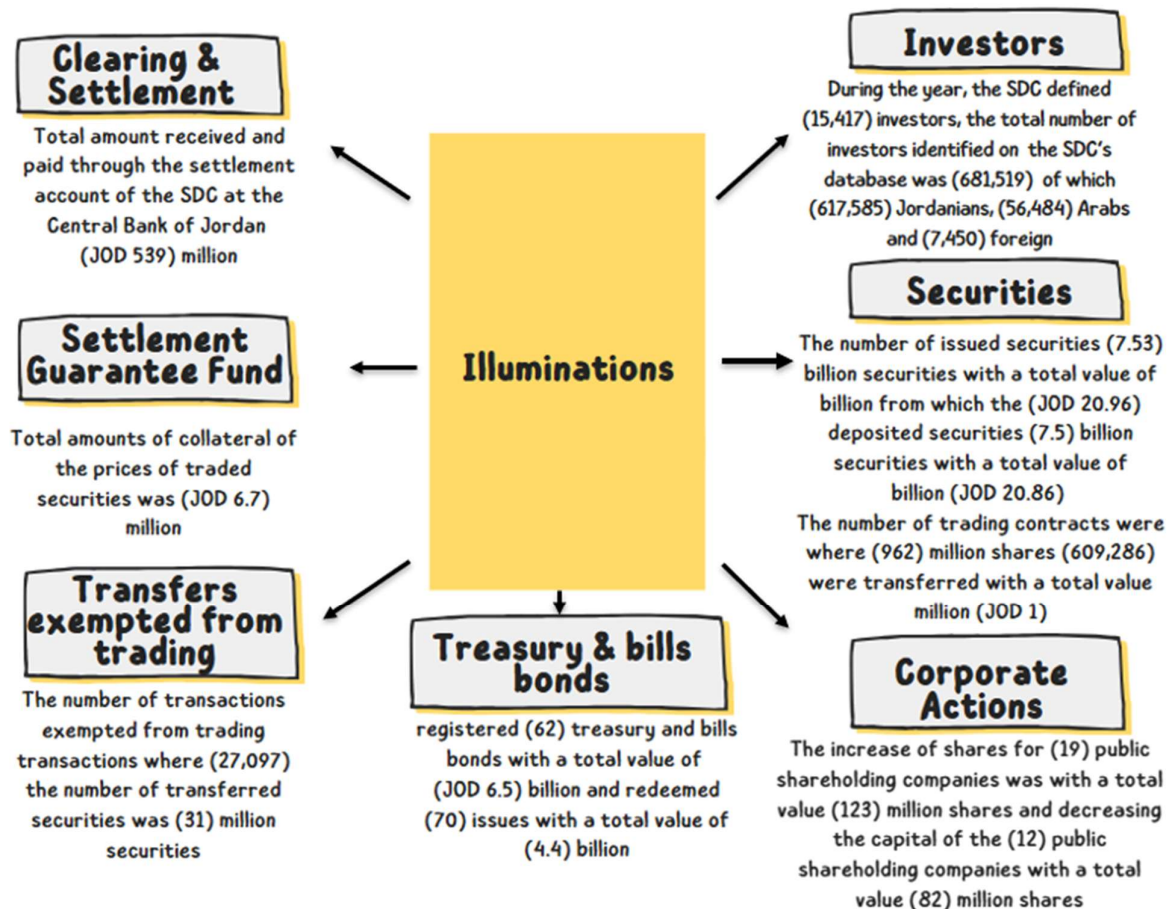 Clearing &
Settlement
Total amount received and
paid through the settlement
account of the SDC at the
Central Bank of Jordan
(JOD 539) million
Settlement
Guarantee Fund
Total amounts of collateral of
the prices of traded
securities was (JOD 6.7)
million
Transfers
exempted from
trading
The number of transactions
exempted from trading
transactions where (27,097)
the number of transferred
securities was (31) million
securities
Illuminations
Treasury & bills
bonds
registered (62) treasury and bills
bonds with a total value of
(JOD 6.5) billion and redeemed
(70) issues with a total value of
(4.4) billion
Investors
During the year, the SDC defined
(15,417) investors, the total number of
investors identified on the SDC's
database was (681,519) of which
(617,585) Jordanians, (56,484) Arabs
and (7,450) foreign
Securities
The number of issued securities (7.53)
billion securities with a total value of
billion from which the (JOD 20.96)
deposited securities (7.5) billion
securities with a total value of
billion (JOD 20.86)
The number of trading contracts were
where (962) million shares (609,286)
were transferred with a total value
million (JOD 1)
Corporate
Actions
The increase of shares for (19) public
shareholding companies was with a total
value (123) million shares and decreasing
the capital of the (12) public
shareholding companies with a total
value (82) million shares